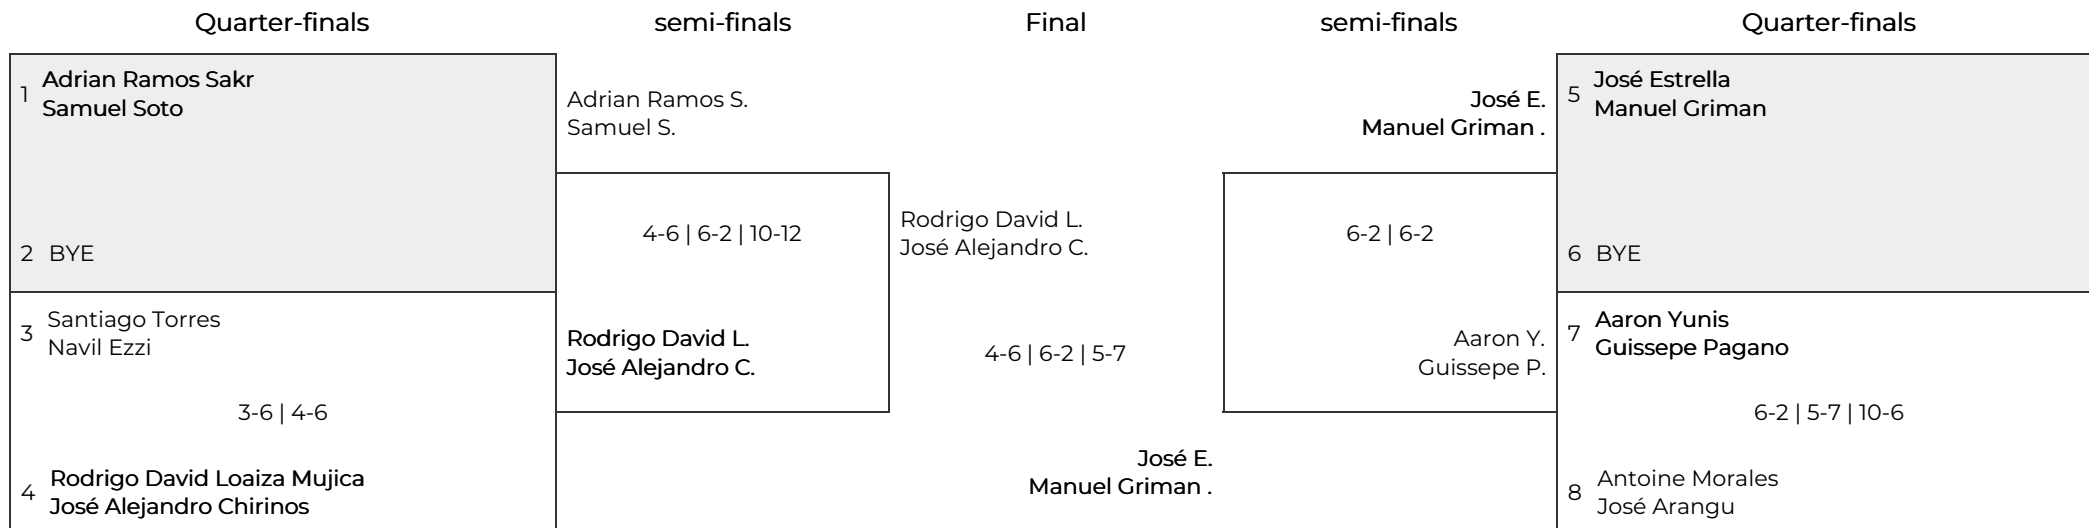 Quarter-finals
semi-finals
Final
semi-finals
Quarter-finals
1
Adrian Ramos Sakr
Samuel Soto
2 BYE
3
Santiago Torres
Navil Ezzi
3-6 | 4-6
4
Rodrigo David Loaiza Mujica
José Alejandro Chirinos
Adrian Ramos S.
Samuel S.
4-6 | 6-2 | 10-12
Rodrigo David L.
José Alejandro C.
Rodrigo David L.
José Alejandro C.
4-6 | 6-2 | 5-7
José E.
Manuel Griman .
José E.
Manuel Griman .
6-2 | 6-2
Aaron Y.
Guissepe P.
5
José Estrella
Manuel Griman
6 BYE
7
Aaron Yunis
Guissepe Pagano
6-2 | 5-7 | 10-6
8
Antoine Morales
José Arangu